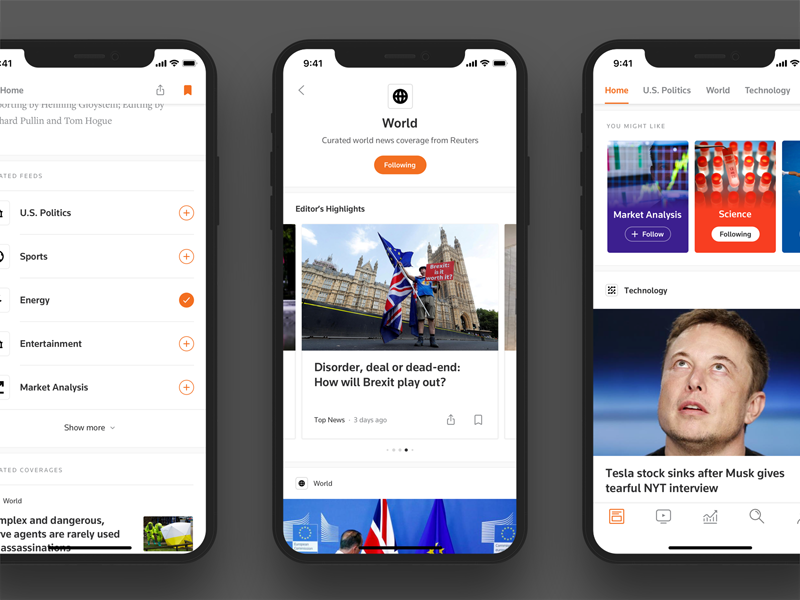 :41
Home
porting by Henning Gloystein; Editing by
hard Pullin and Tom Hogue
ATED FEEDS
U.S. Politics
Sports
Energy
Entertainment
Market Analysis
Show more
ATED COVERAGES
World
mplex and dangerous,
ve agents are rarely used
assassinations
9:41
World
Curated world news coverage from Reuters
Following
Editor's Highlights
Brexit:
is it
worth it?
Disorder, deal or dead-end:
How will Brexit play out?
Top News · 3 days ago
World
9:41
Home U.S. Politics World Technology
YOU MIGHT LIKE
Market Analysis
+ Follow
Science
Following
Technology
Tesla stock sinks after Musk gives
tearful NYT interview